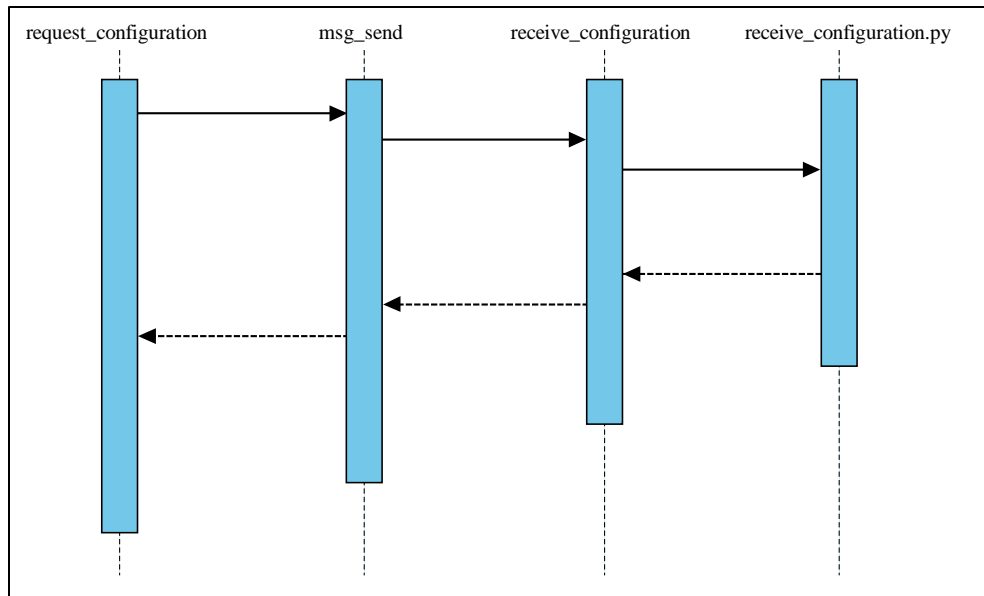 request_configuration
msg_send
receive_configuration
receive_configuration.py